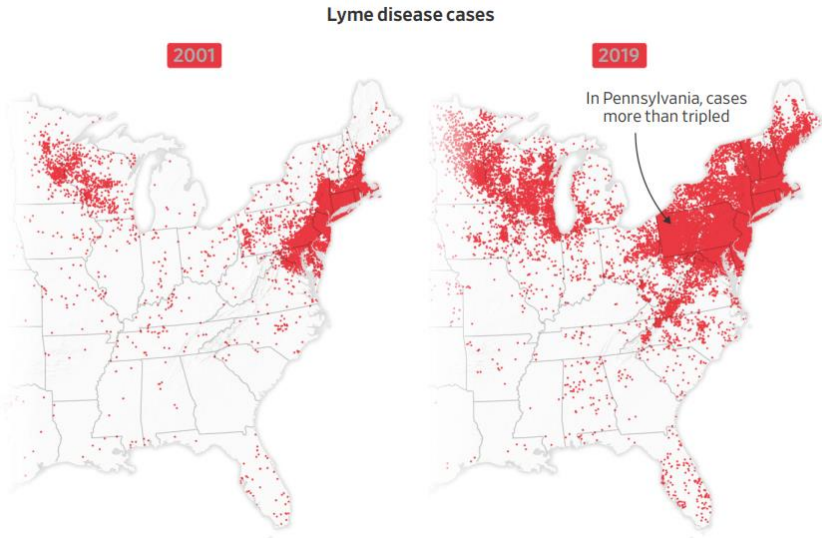 Lyme disease cases
2001
2019
In Pennsylvania, cases
more than tripled